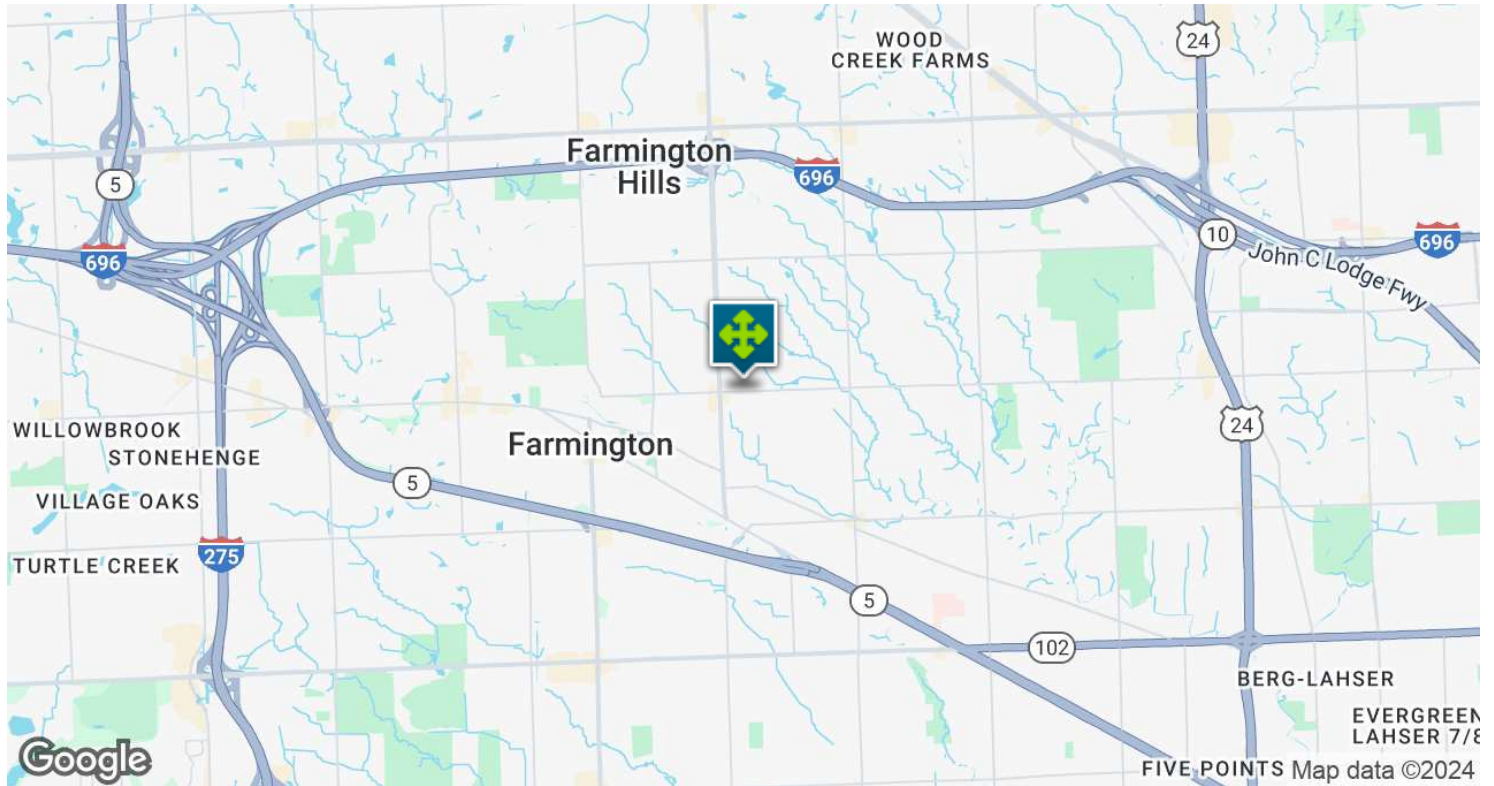 WOOD
CREEK FARMS
24
Farmington
Hills
696
5
10
696
696
John C Lodge Fwy
WILLOWBROOK
STONEHENGE
Farmington
24
5
VILLAGE OAKS
275
TURTLE CREEK
5
102
BERG-LAHSER
EVERGREEN
LAHSER 7/8
Google
FIVE POINTS
Map data ©2024